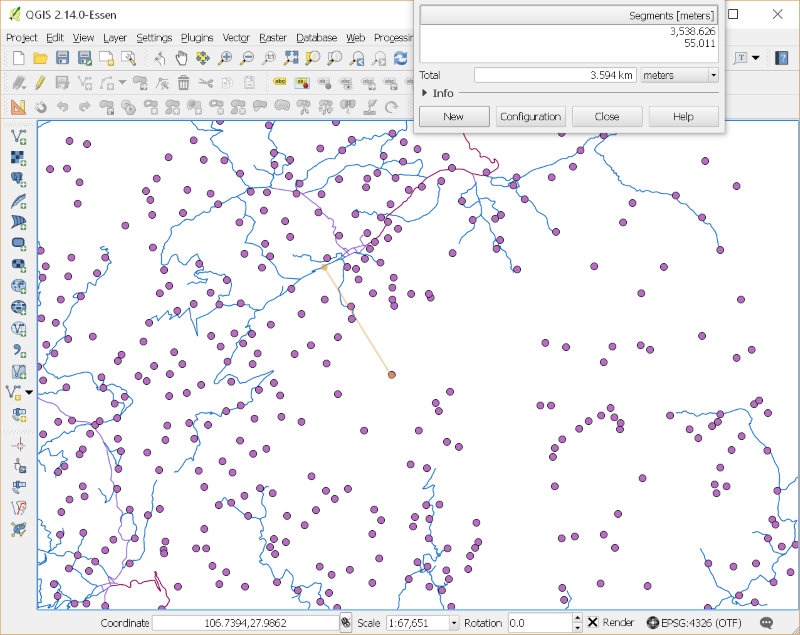 QGIS 2.14.0-Essen
Project Edit View Layer Settings Plugins Vector Raster Database Web Processin
Segments [meters]
3,538.626
55.011
Total 3.594 km meters
Info
New Configuration Close Help
Coordinate 106.7394,27.9862 Scale 1:67,651 Rotation 0.0 Render EPSG:4326 (OTF)